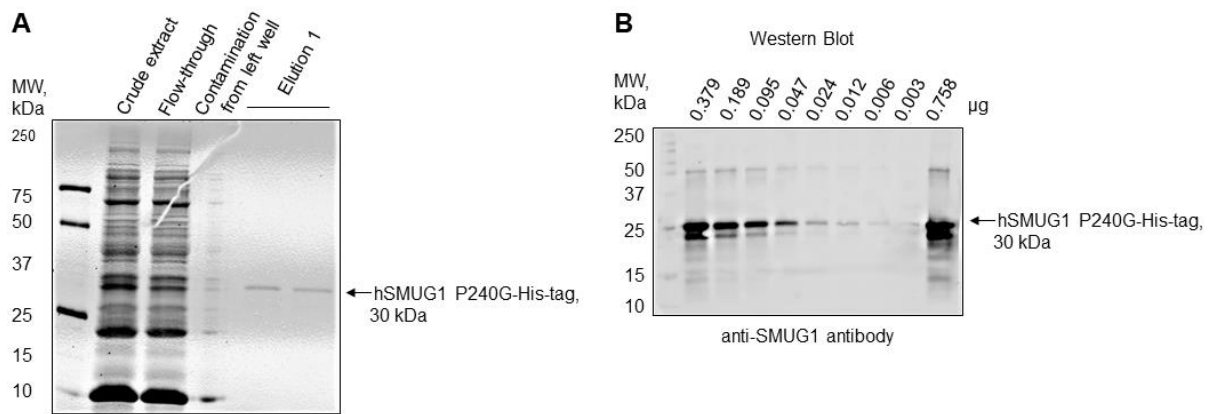 A
MW,
kDa
Crude extract
Flow-through
Contamination
from left well
Elution 1
250
75
50
37
25
15
10
hSMUG1 P240G-His-tag,
30 kDa
B
Western Blot
MW,
kDa
0.379
0.189
0.095
0.047
0.024
0.012
0.006
0.003
0.758
µg
250
50
37
25
15
10
hSMUG1 P240G-His-tag,
30 kDa
anti-SMUG1 antibody